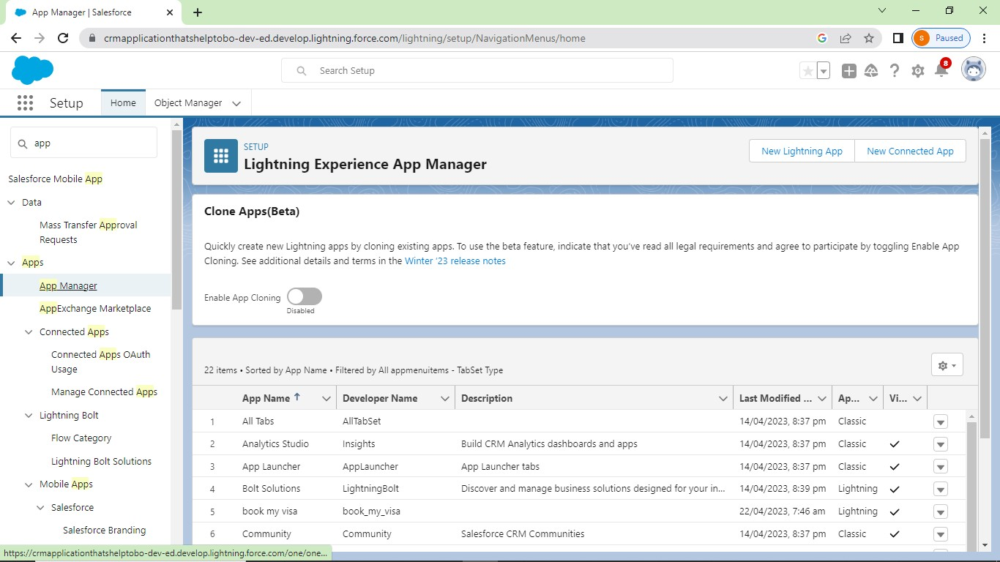 App Manager | Salesforce
crmapplicationthatshelptobo-dev-ed.develop.lightning.force.com/lightning/setup/NavigationMenus/home
S
Paused
Search Setup
8
Setup
Home
Object Manager
app
Salesforce Mobile App
Data
Mass Transfer Approval
Requests
Apps
App Manager
AppExchange Marketplace
Connected Apps
Connected Apps OAuth
Usage
Manage Connected Apps
Lightning Bolt
Flow Category
Lightning Bolt Solutions
Mobile Apps
Salesforce
Salesforce Branding
https://crmapplicationthatshelptobo-dev-ed.develop.lightning.force.com/one/one...
SETUP
Lightning Experience App Manager
New Lightning App
New Connected App
Clone Apps(Beta)
Quickly create new Lightning apps by cloning existing apps. To use the beta feature, indicate that you've read all legal requirements and agree to participate by toggling Enable App
Cloning. See additional details and terms in the Winter '23 release notes
Enable App Cloning
Disabled
22 items • Sorted by App Name • Filtered by All appmenuitems - TabSet Type
App Name ↑ Developer Name Description Last Modified ... Ap... Vi...
1 All Tabs AllTabSet 14/04/2023, 8:37 pm Classic
2 Analytics Studio Insights Build CRM Analytics dashboards and apps 14/04/2023, 8:37 pm Classic
3 App Launcher AppLauncher App Launcher tabs 14/04/2023, 8:37 pm Classic
4 Bolt Solutions LightningBolt Discover and manage business solutions designed for your in... 14/04/2023, 8:39 pm Lightning
5 book my visa book_my_visa 22/04/2023, 7:46 am Lightning
6 Community Community Salesforce CRM Communities 14/04/2023, 8:37 pm Classic